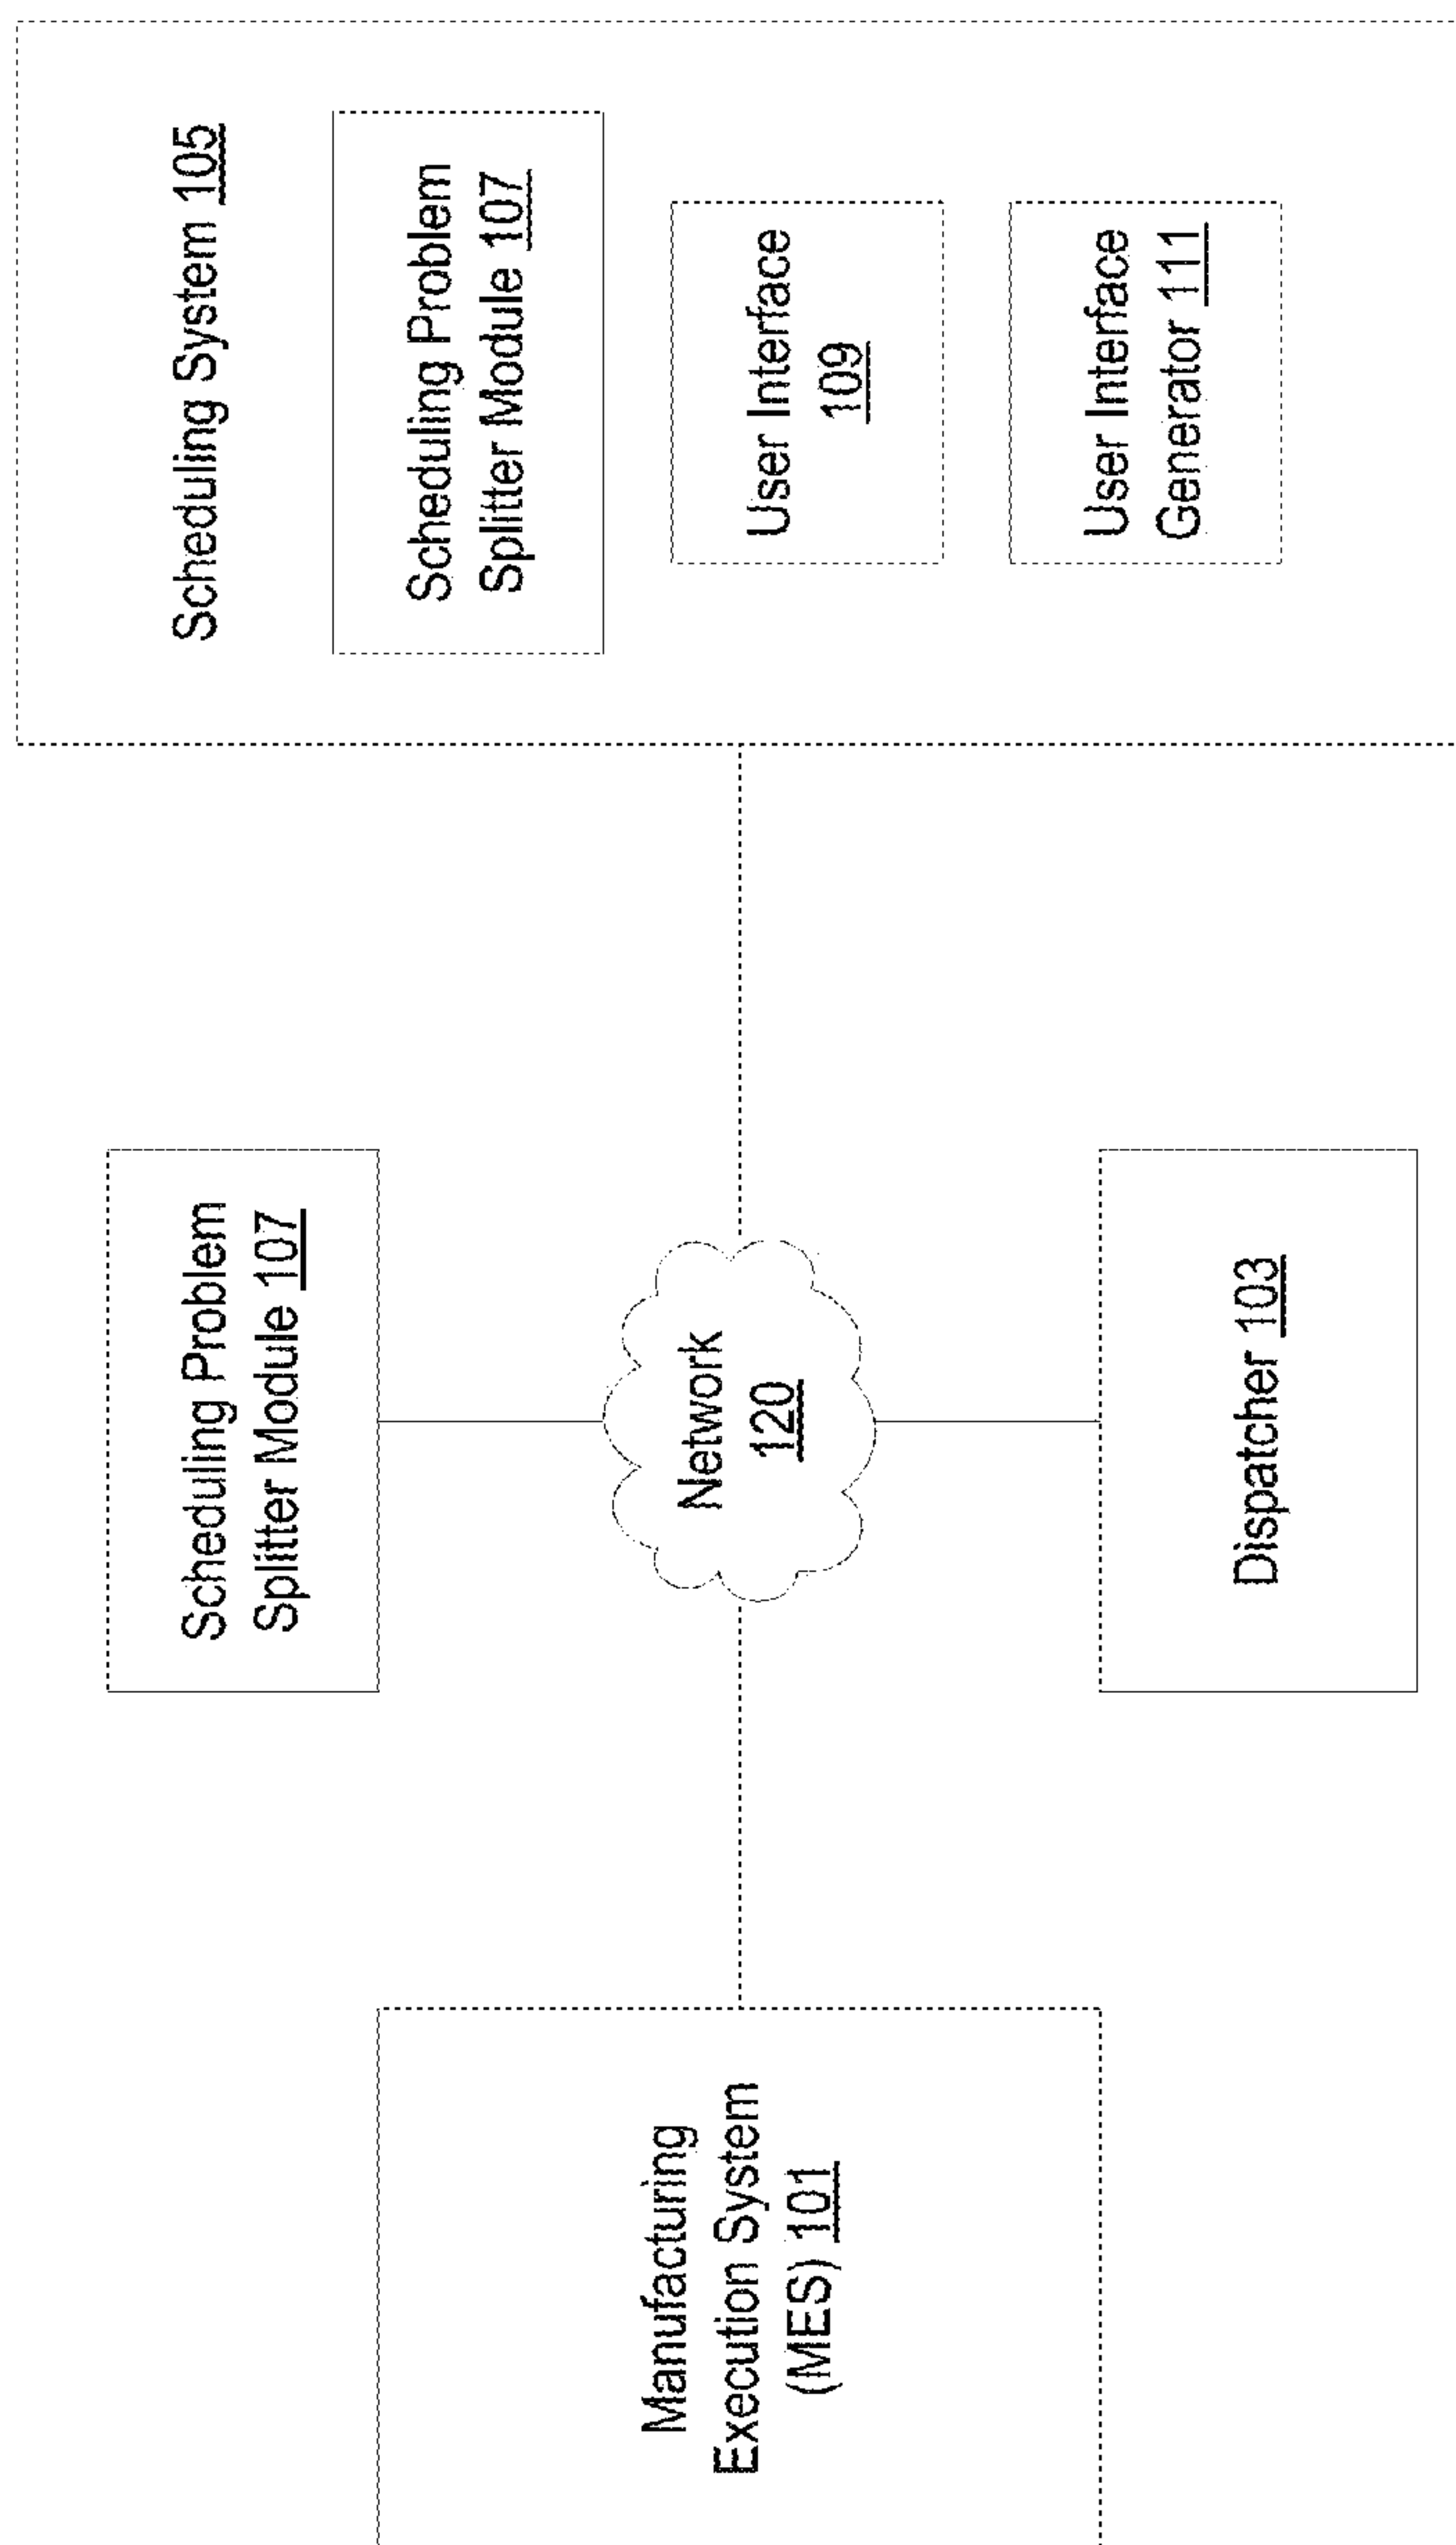 Manufacturing
Execution System
(MES) 101
Scheduling Problem
Splitter Module 107
Network
120
Dispatcher 103
Scheduling System 105
Scheduling Problem
Splitter Module 107
User Interface
109
User Interface
Generator 111